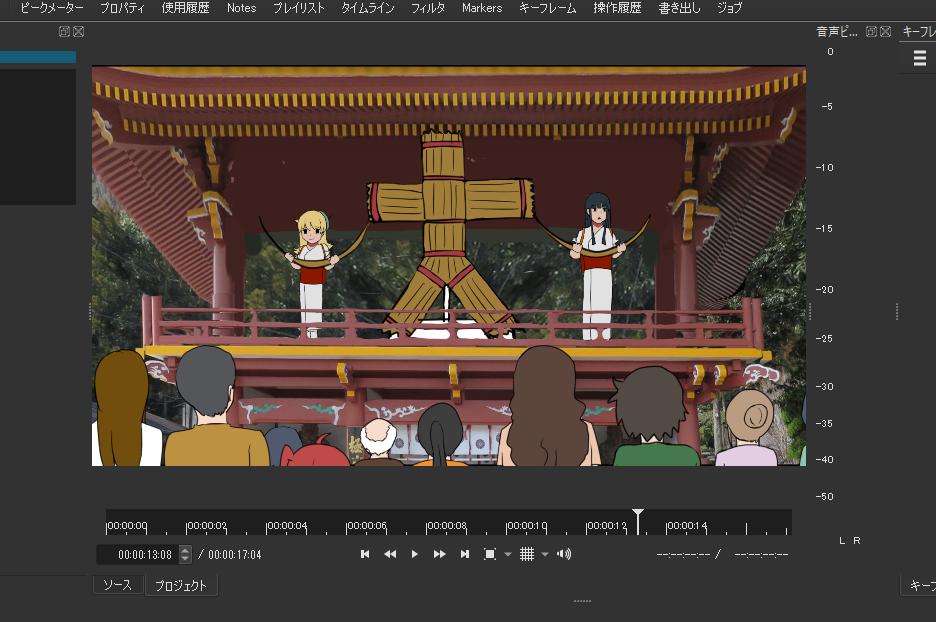 ピークメーター プロパティ 使用履歴 Notes プレイリスト タイムライン フィルタ Markers キーフレーム 操作履歴 書き出し ジョブ
音声ピ... キーフレ
0
-5
-10
-15
-20
-25
-30
-35
-40
-50
L R
00:00:00 00:00:02 00:00:04 00:00:06 00:00:08 00:00:10 00:00:12 00:00:14
00:00:13:08 / 00:00:17:04 --:--:--:-- / --:--:--:--
ソース プロジェクト キーフ